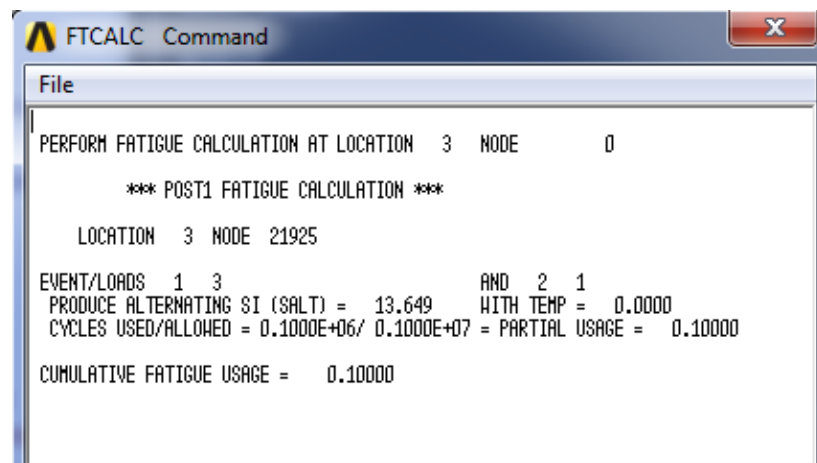 FTCALC Command
File
PERFORM FATIGUE CALCULATION AT LOCATION 3 NODE 0
*** POST1 FATIGUE CALCULATION ***
LOCATION 3 NODE 21925
EVENT/LOADS 1 3 AND 2 1
PRODUCE ALTERNATING SI (SALT) = 13.649 WITH TEMP = 0.0000
CYCLES USED/ALLOWED = 0.1000E+06/ 0.1000E+07 = PARTIAL USAGE = 0.10000
CUMULATIVE FATIGUE USAGE = 0.10000